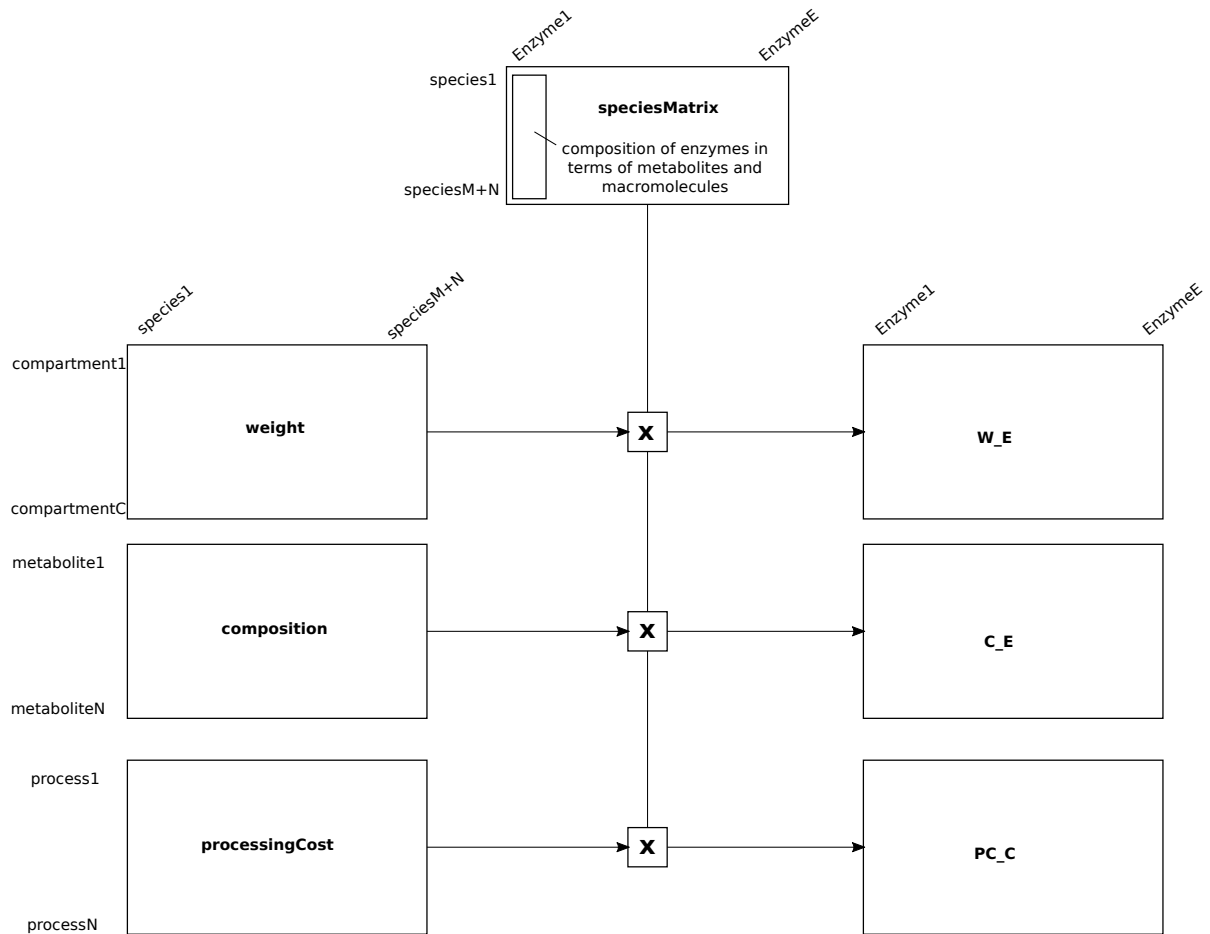 Enzyme1
EnzymeE
species1
speciesMatrix
composition of enzymes in
terms of metabolites and
macromolecules
speciesM+N
species1
speciesM+N
Enzyme1
EnzymeE
compartment1
weight
X
W_E
compartmentC
metabolite1
composition
X
C_E
metaboliteN
process1
processingCost
X
PC_C
processN